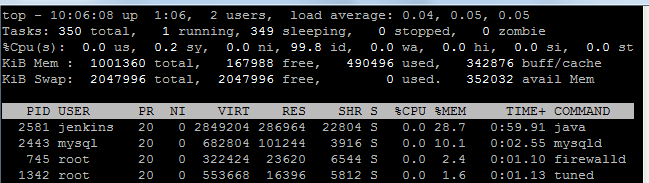 top - 10:06:08 up  1:06,  2 users,  load average: 0.04, 0.05, 0.05
Tasks: 350 total,   1 running, 349 sleeping,   0 stopped,   0 zombie
%Cpu(s):  0.0 us,  0.2 sy,  0.0 ni, 99.8 id,  0.0 wa,  0.0 hi,  0.0 si,  0.0 st
KiB Mem :  1001360 total,   167988 free,   490496 used,   342876 buff/cache
KiB Swap:  2047996 total,  2047996 free,        0 used.   352032 avail Mem
PID USER      PR  NI    VIRT    RES    SHR S  %CPU %MEM     TIME+ COMMAND
2581 jenkins   20   0 2849204 286964  22804 S   0.0 28.7   0:59.91 java
2443 mysql     20   0  682804 101244   3916 S   0.0 10.1   0:02.55 mysqld
745 root      20   0  322424  23620   6544 S   0.0  2.4   0:01.10 firewalld
1342 root      20   0  553668  16396   5812 S   0.0  1.6   0:01.13 tuned